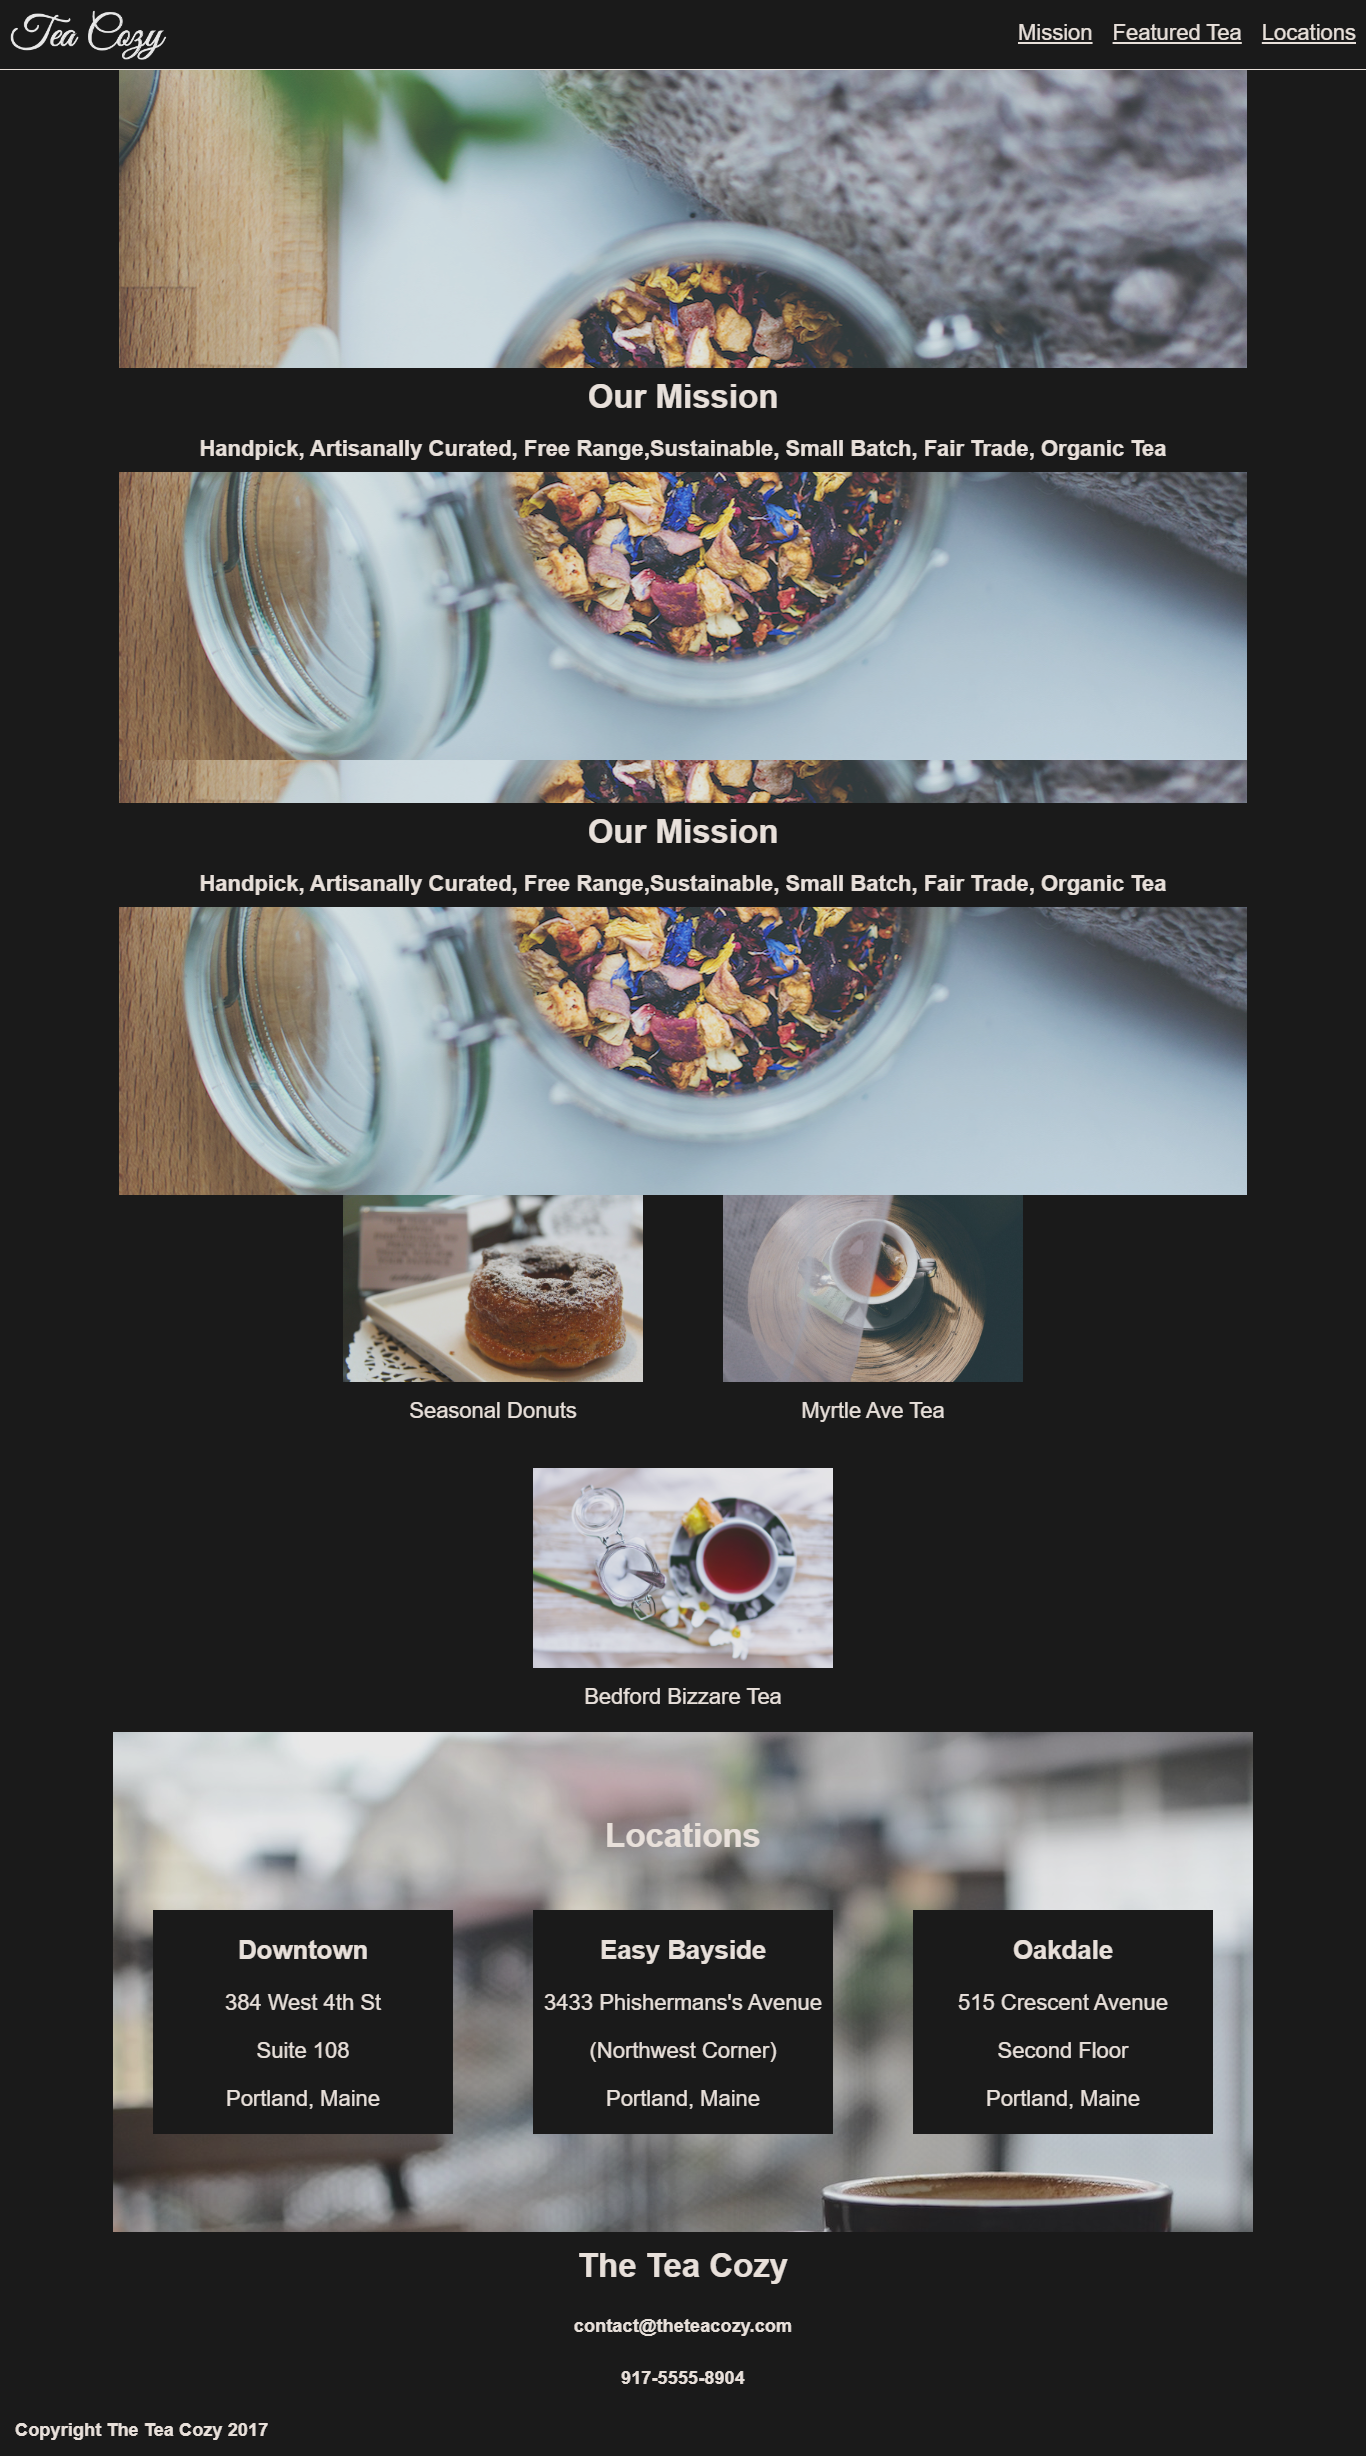 Tea Cozy
Mission Featured Tea Locations
Our Mission
Handpick, Artisanally Curated, Free Range,Sustainable, Small Batch, Fair Trade, Organic Tea
Our Mission
Handpick, Artisanally Curated, Free Range,Sustainable, Small Batch, Fair Trade, Organic Tea
Seasonal Donuts
Myrtle Ave Tea
Bedford Bizzare Tea
Locations
Downtown
384 West 4th St
Suite 108
Portland, Maine
Easy Bayside
3433 Phishermans's Avenue
(Northwest Corner)
Portland, Maine
Oakdale
515 Crescent Avenue
Second Floor
Portland, Maine
The Tea Cozy
contact@theteacozy.com
917-5555-8904
Copyright The Tea Cozy 2017